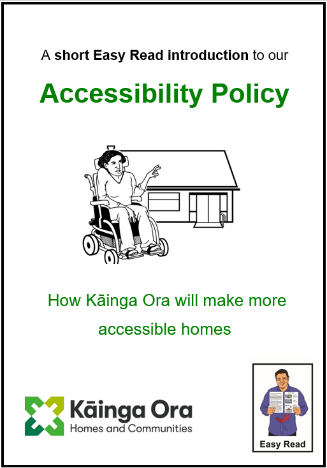 A short Easy Read introduction to our
Accessibility Policy
How Kāinga Ora will make more
accessible homes
Kāinga Ora
Homes and Communities
Easy Read